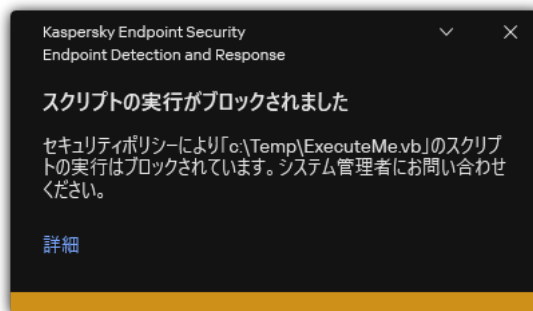 Kaspersky Endpoint Security
Endpoint Detection and Response
スクリプトの実行がブロックされました
セキュリティポリシーにより「c:\Temp\ExecuteMe.vb」のスクリプ
トの実行はブロックされています。システム管理者にお問い合わせ
ください。
詳細